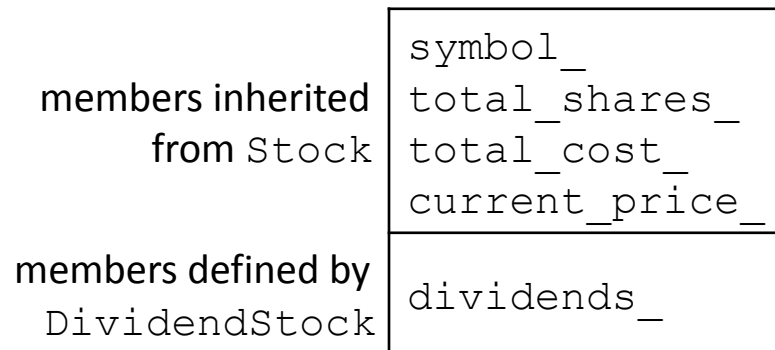 members inherited
from Stock
symbol_
total_shares_
total_cost_
current_price_
members defined by
DividendStock
dividends_